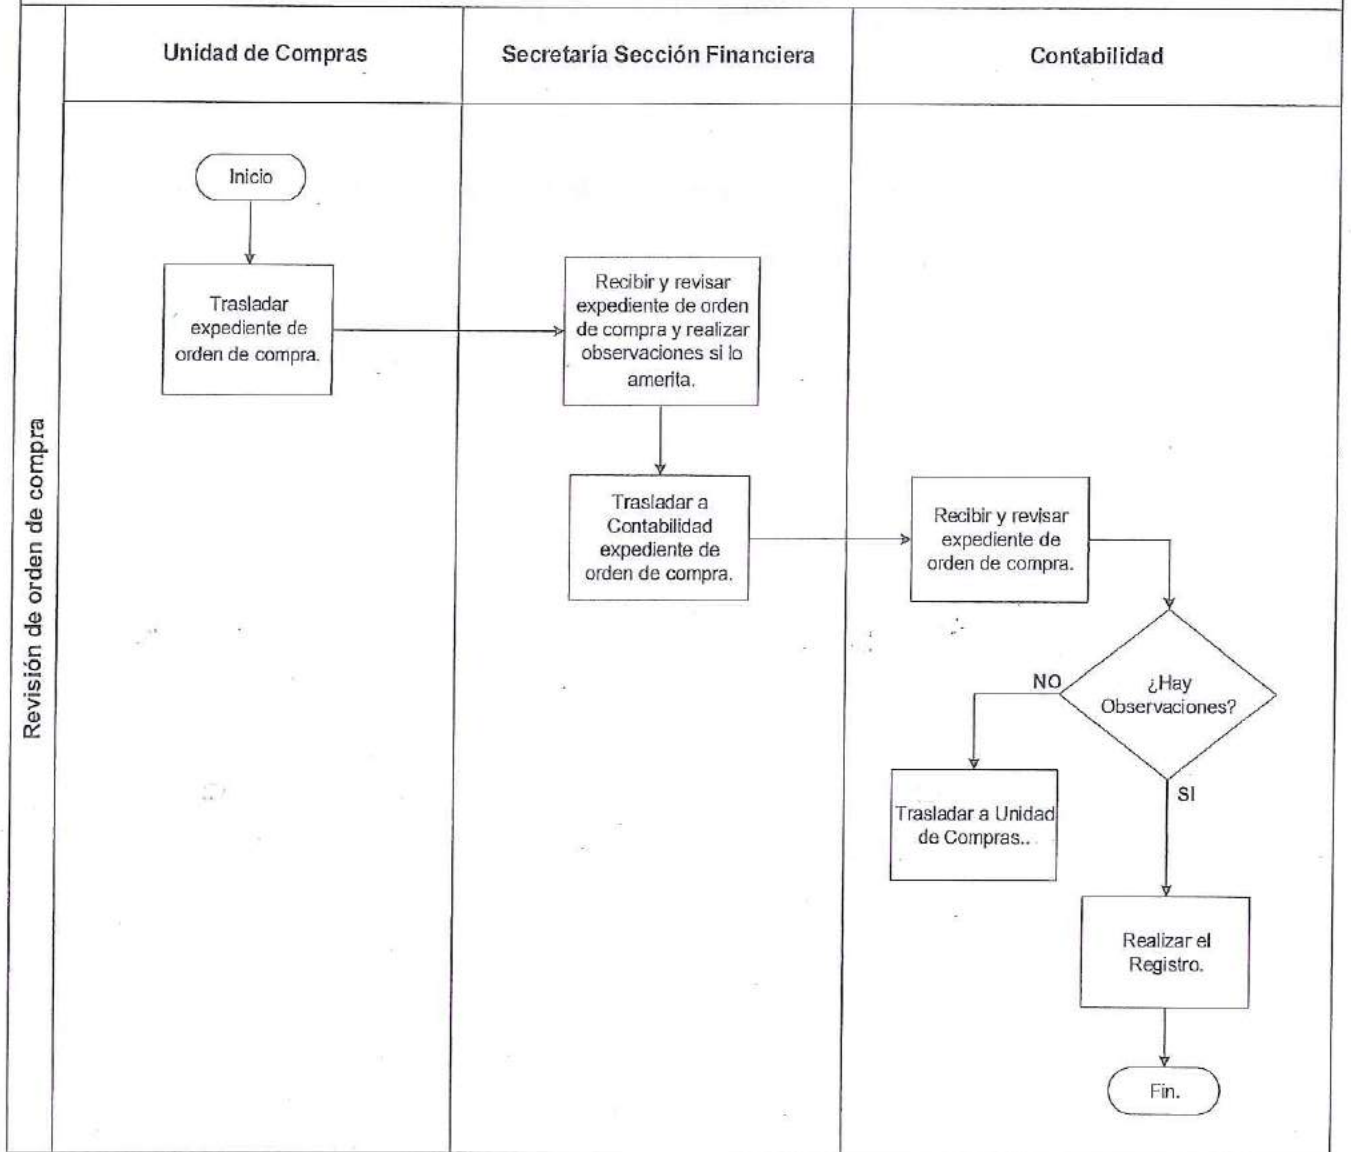 Unidad de Compras
Secretaría Sección Financiera
Contabilidad
Revisión de orden de compra
Inicio
Trasladar
expediente de
orden de compra.
Recibir y revisar
expediente de orden
de compra y realizar
observaciones si lo
amerita.
Trasladar a
Contabilidad
expediente de
orden de compra.
Recibir y revisar
expediente de
orden de compra.
¿Hay
Observaciones?
NO
SI
Trasladar a Unidad
de Compras..
Realizar el
Registro.
Fin.